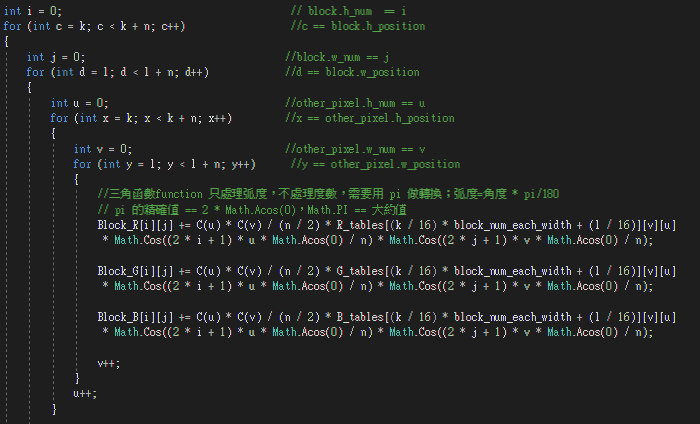 int i = 0; // block.h_num == i
for (int c = k; c < k + n; c++) //c == block.h_position
{
int j = 0; //block.w_num == j
for (int d = l; d < l + n; d++) //d == block.w_position
{
int u = 0; //other_pixel.h_num == u
for (int x = k; x < k + n; x++) //x == other_pixel.h_position
{
int v = 0; //other_pixel.w_num == v
for (int y = l; y < l + n; y++) //y == other_pixel.w_position
{
//三角函數function 只處理弧度，不處理度數，需要用 pi 做轉換；弧度=角度 * pi/180
// pi 的精確值 == 2 * Math.Acos(0)，Math.PI == 大約值
Block_R[i][j] += C(u) * C(v) / (n / 2) * R_tables[(k / 16) * block_num_each_width + (l / 16)][v][u]
* Math.Cos((2 * i + 1) * u * Math.Acos(0) / n) * Math.Cos((2 * j + 1) * v * Math.Acos(0) / n);
Block_G[i][j] += C(u) * C(v) / (n / 2) * G_tables[(k / 16) * block_num_each_width + (l / 16)][v][u]
* Math.Cos((2 * i + 1) * u * Math.Acos(0) / n) * Math.Cos((2 * j + 1) * v * Math.Acos(0) / n);
Block_B[i][j] += C(u) * C(v) / (n / 2) * B_tables[(k / 16) * block_num_each_width + (l / 16)][v][u]
* Math.Cos((2 * i + 1) * u * Math.Acos(0) / n) * Math.Cos((2 * j + 1) * v * Math.Acos(0) / n);
v++;
}
u++;
}